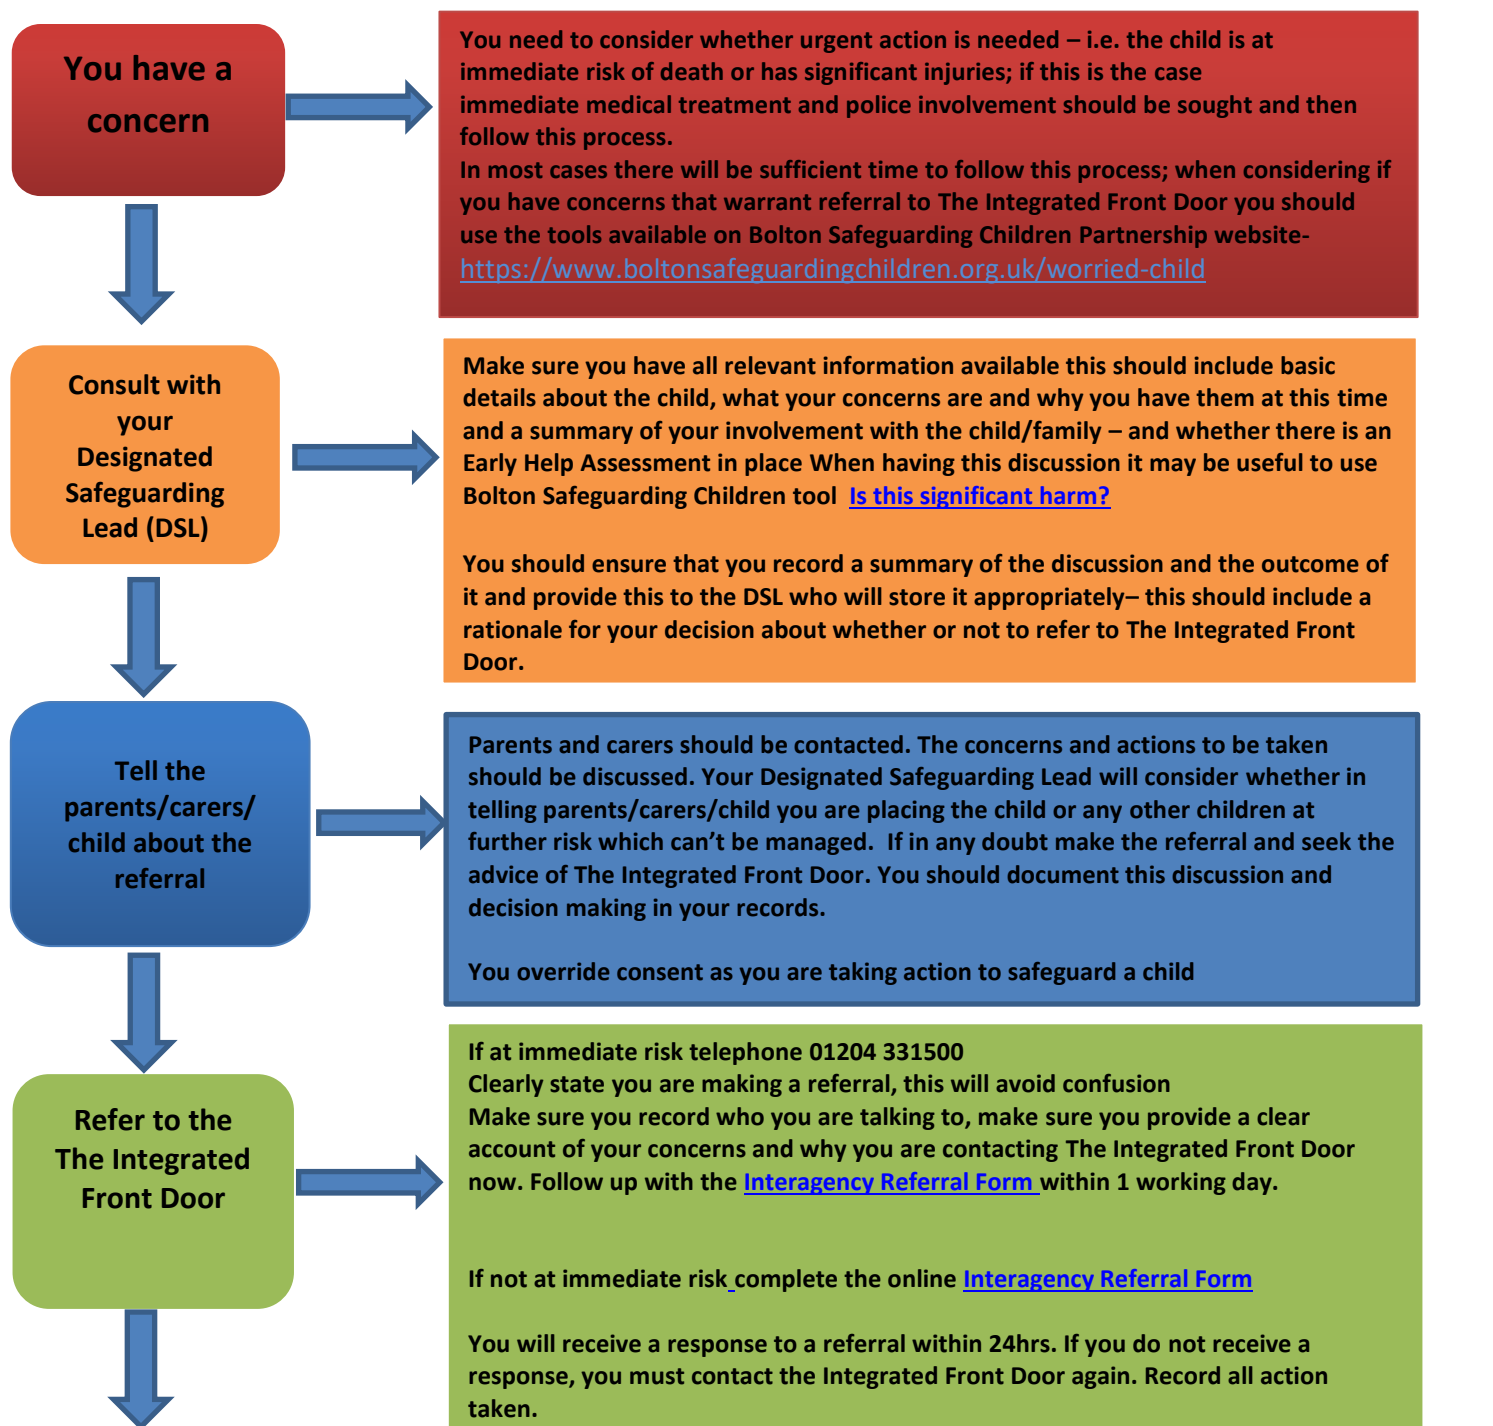 You have a
concern
You need to consider whether urgent action is needed – i.e. the child is at
immediate risk of death or has significant injuries; if this is the case
immediate medical treatment and police involvement should be sought and then
follow this process.
In most cases there will be sufficient time to follow this process; when considering if
you have concerns that warrant referral to The Integrated Front Door you should
use the tools available on Bolton Safeguarding Children Partnership website-
https://www.boltonsafeguardingchildren.org.uk/worried-child
Consult with
your
Designated
Safeguarding
Lead (DSL)
Make sure you have all relevant information available this should include basic
details about the child, what your concerns are and why you have them at this time
and a summary of your involvement with the child/family – and whether there is an
Early Help Assessment in place When having this discussion it may be useful to use
Bolton Safeguarding Children tool  Is this significant harm?
You should ensure that you record a summary of the discussion and the outcome of
it and provide this to the DSL who will store it appropriately– this should include a
rationale for your decision about whether or not to refer to The Integrated Front
Door.
Tell the
parents/carers/
child about the
referral
Parents and carers should be contacted. The concerns and actions to be taken
should be discussed. Your Designated Safeguarding Lead will consider whether in
telling parents/carers/child you are placing the child or any other children at
further risk which can’t be managed.  If in any doubt make the referral and seek the
advice of The Integrated Front Door. You should document this discussion and
decision making in your records.
You override consent as you are taking action to safeguard a child
Refer to the
The Integrated
Front Door
If at immediate risk telephone 01204 331500
Clearly state you are making a referral, this will avoid confusion
Make sure you record who you are talking to, make sure you provide a clear
account of your concerns and why you are contacting The Integrated Front Door
now. Follow up with the Interagency Referral Form within 1 working day.
If not at immediate risk complete the online Interagency Referral Form
You will receive a response to a referral within 24hrs. If you do not receive a
response, you must contact the Integrated Front Door again. Record all action
taken.